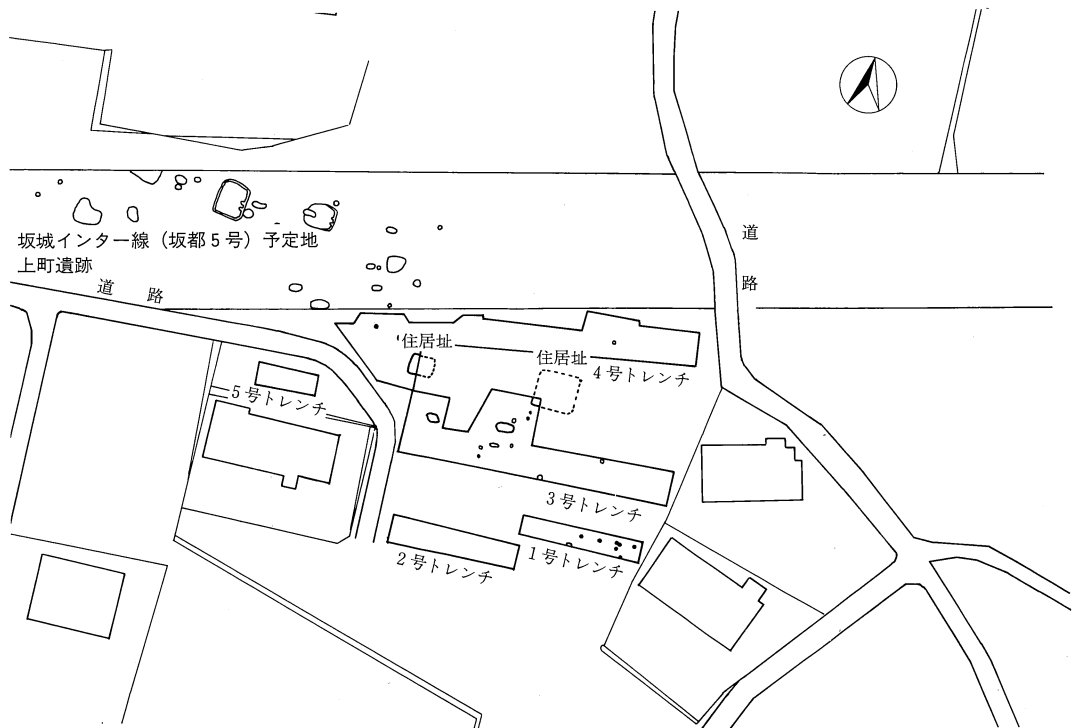 坂城インター線（坂都５号）予定地
上町遺跡
道路
道路
住居址
住居址
４号トレンチ
５号トレンチ
３号トレンチ
２号トレンチ
１号トレンチ